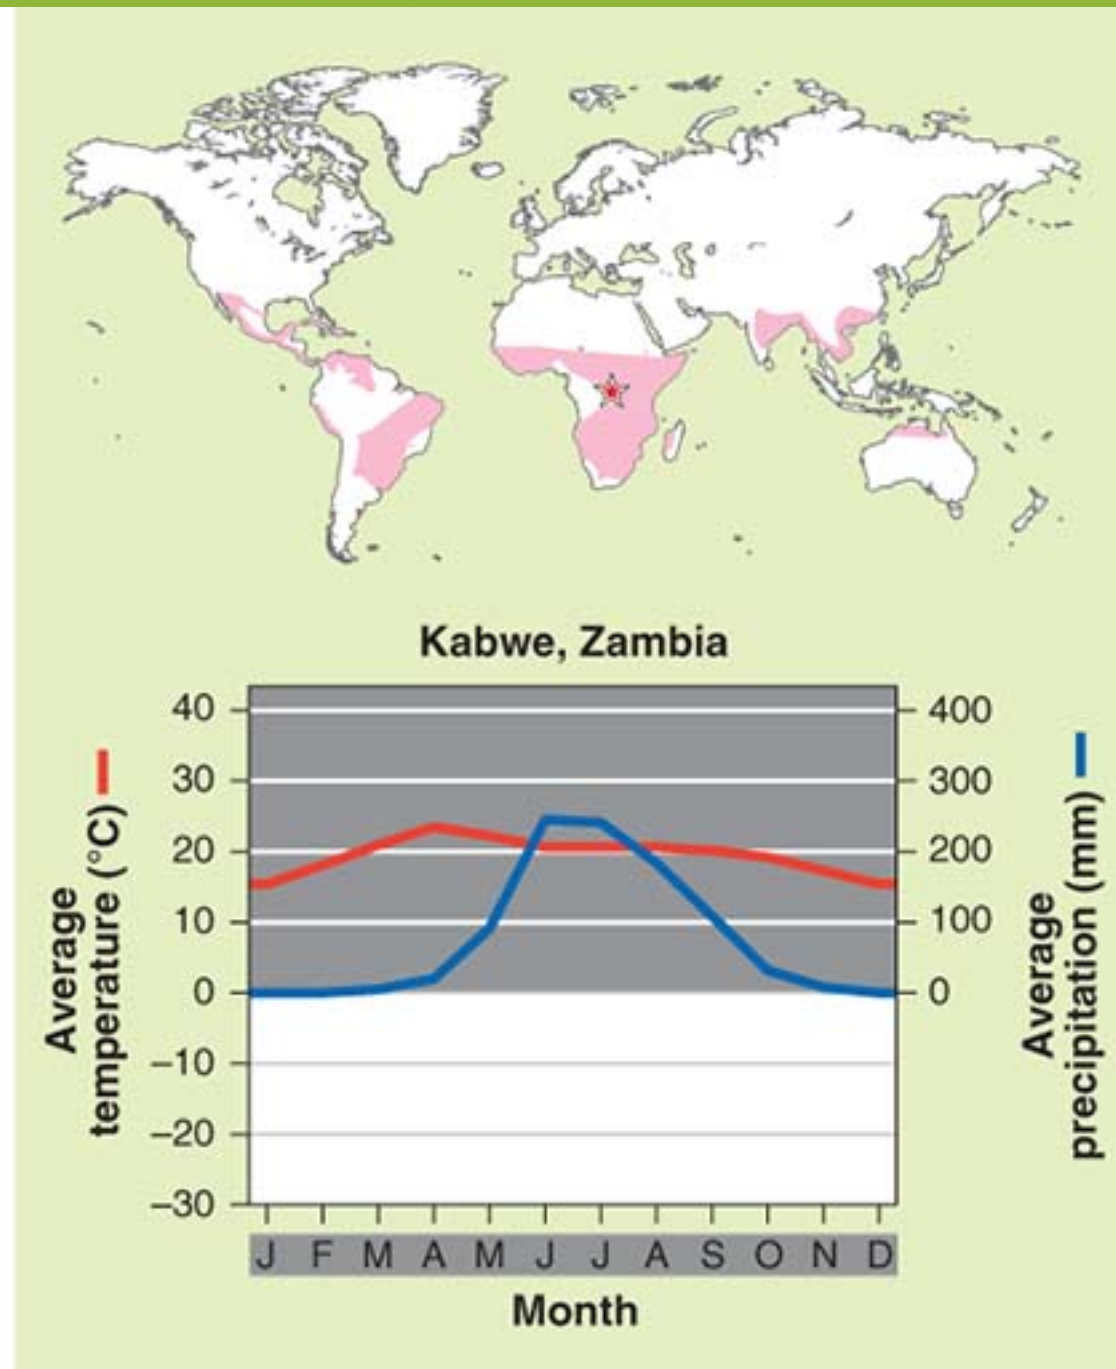 Kabwe, Zambia
40
30
20
10
0
–10
–20
–30
400
300
200
100
0
Average
temperature (°C)
Average
precipitation (mm)
J F M A M J J A S O N D
Month